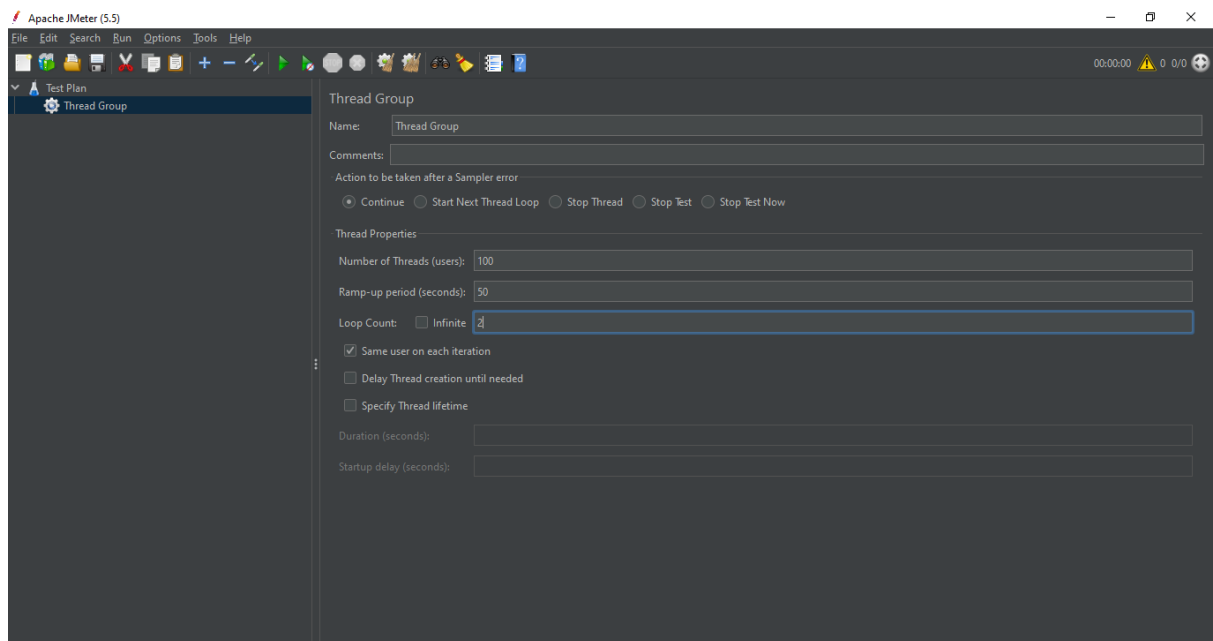 Apache JMeter (5.5)
File Edit Search Run Options Tools Help
00:00:00 0 0/0
Test Plan
Thread Group
Thread Group
Name: Thread Group
Comments:
Action to be taken after a Sampler error
Continue Start Next Thread Loop Stop Thread Stop Test Stop Test Now
Thread Properties
Number of Threads (users): 100
Ramp-up period (seconds): 50
Loop Count: Infinite 2
Same user on each iteration
Delay Thread creation until needed
Specify Thread lifetime
Duration (seconds):
Startup delay (seconds):